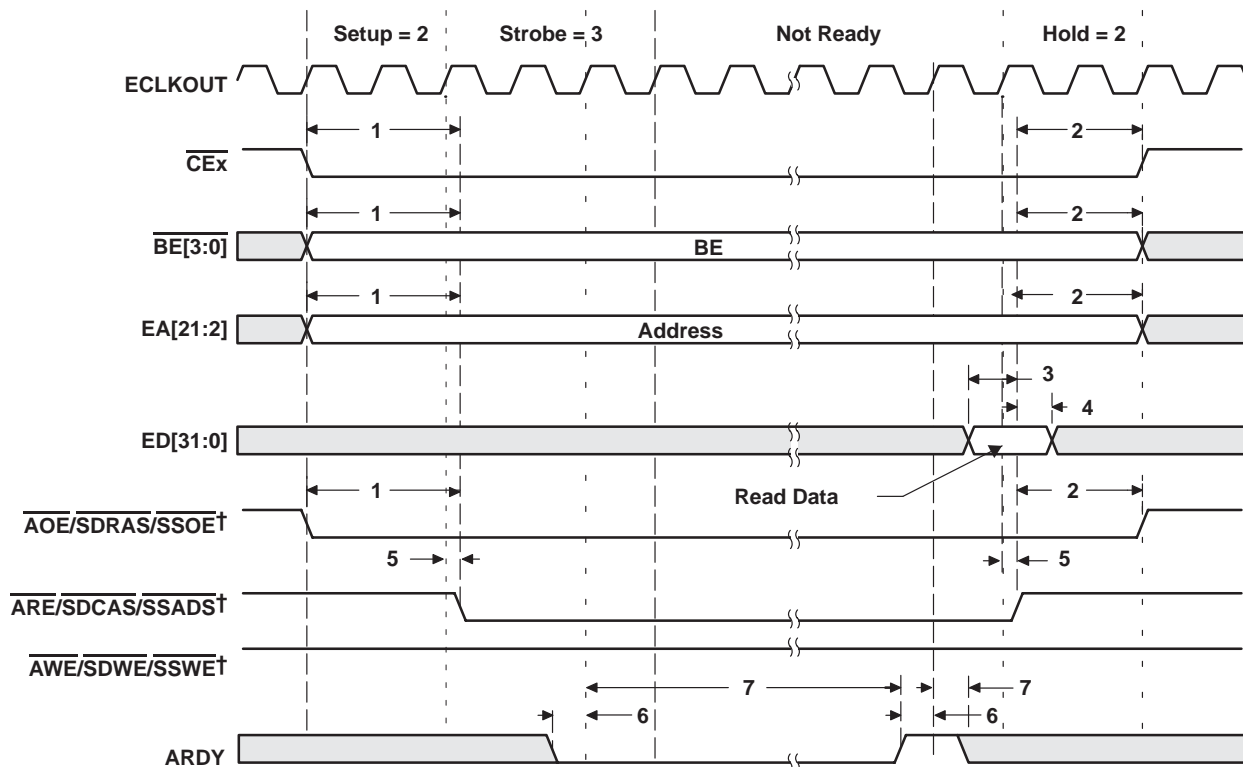 Setup = 2 Strobe = 3 Not Ready Hold = 2
ECLKOUT
1 2
CEx
1 2
BE[3:0] BE
1 2
EA[21:2] Address
3
4
ED[31:0]
Read Data
1 2
AOE/SDRAS/SSOE†
5 5
ARE/SDCAS/SSADS†
AWE/SDWE/SSWE†
7 7
6 6
ARDY